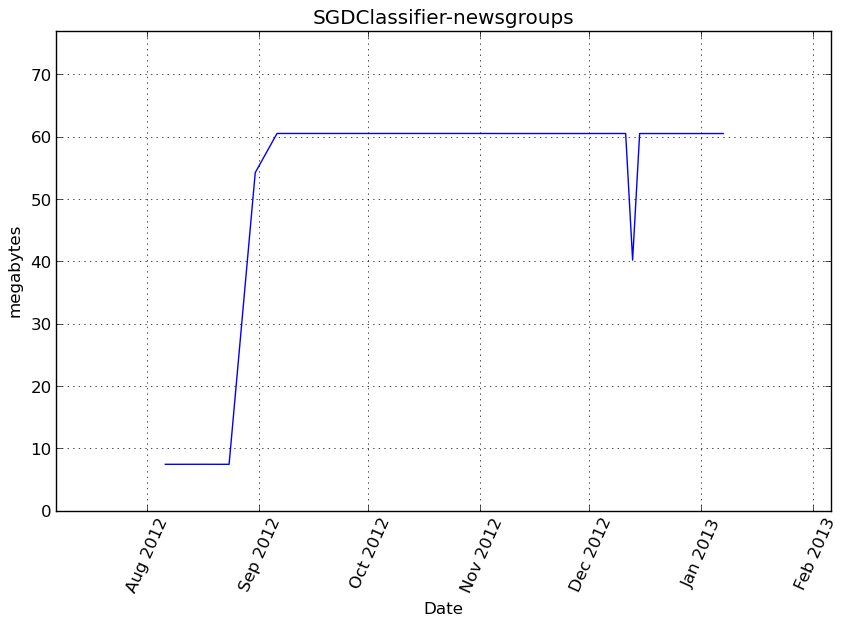 SGDClassifier-newsgroups
70
60
50
40
30
20
10
0
megabytes
Aug 2012
Sep 2012
Oct 2012
Nov 2012
Dec 2012
Jan 2013
Feb 2013
Date